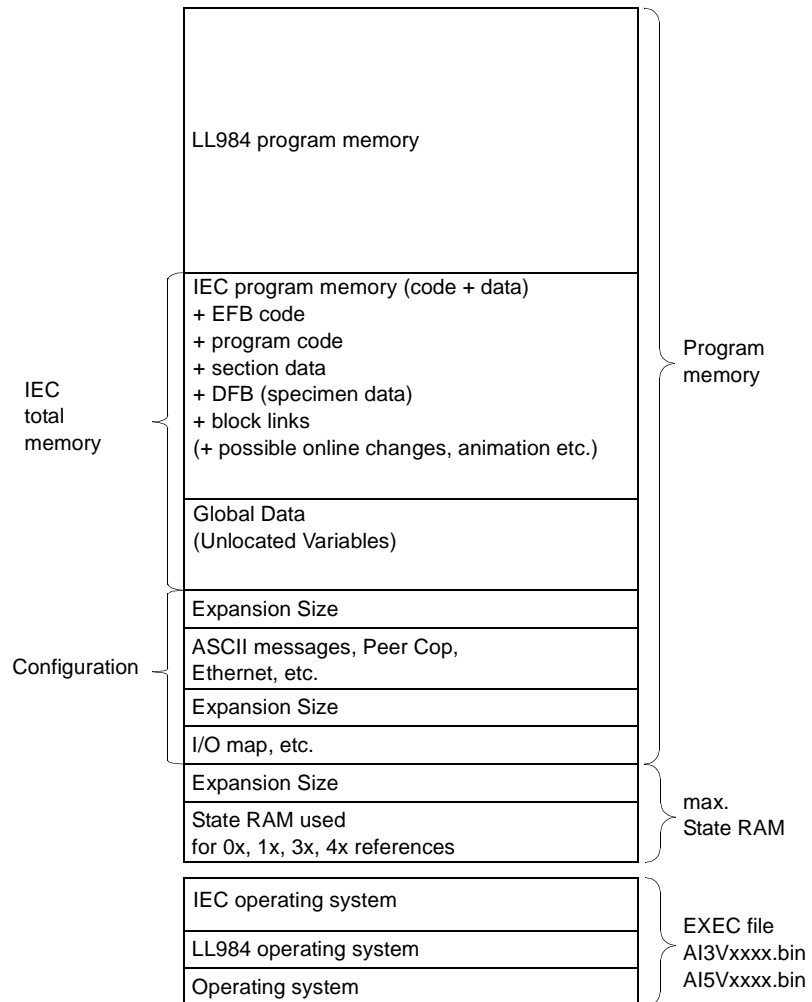 LL984 program memory
IEC program memory (code + data)
+ EFB code
+ program code
+ section data
+ DFB (specimen data)
+ block links
(+ possible online changes, animation etc.)
Program
memory
IEC
total
memory
Global Data
(Unlocated Variables)
Expansion Size
ASCII messages, Peer Cop,
Ethernet, etc.
Configuration
Expansion Size
I/O map, etc.
Expansion Size
State RAM used
for 0x, 1x, 3x, 4x references
max.
State RAM
IEC operating system
LL984 operating system
Operating system
EXEC file
AI3Vxxxx.bin
AI5Vxxxx.bin